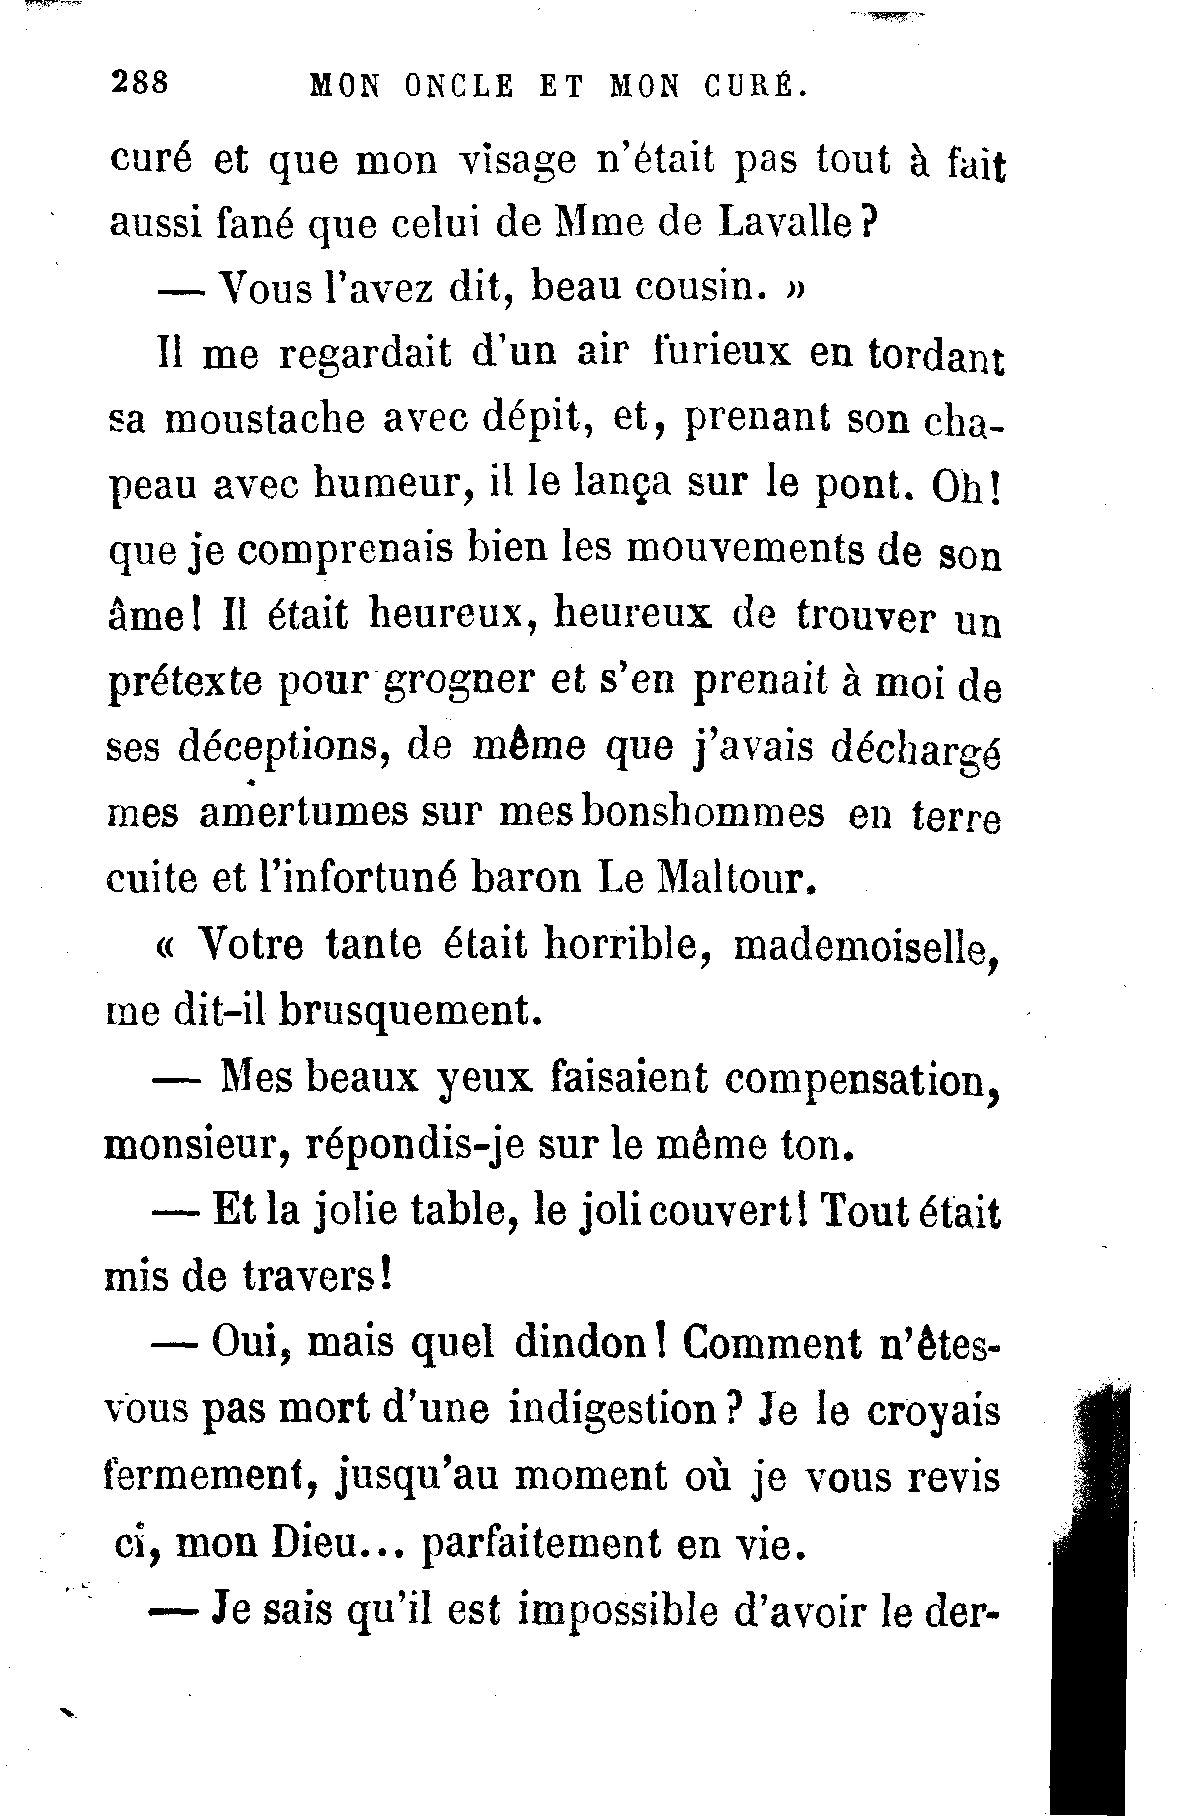 288 MON ONCLE ET MON CURÉ.
curé et que mon visage n'était pas tout à fait
aussi fané que celui de Mme de Lavalle?
— Vous l'avez dit, beau cousin. »
Il me regardait d'un air furieux en tordant
sa moustache avec dépit, et, prenant son cha-
peau avec humeur, il le lança sur le pont. Oh!
que je comprenais bien les mouvements de son
âme! Il était heureux, heureux de trouver un
prétexte pour grogner et s'en prenait à moi de
ses déceptions, de même que j'avais déchargé
mes amertumes sur mes bonshommes en terre
cuite et l'infortuné baron Le Maltour.
« Votre tante était horrible, mademoiselle,
me dit-il brusquement.
— Mes beaux yeux faisaient compensation,
monsieur, répondis-je sur le même ton.
— Et la jolie table, le joli couvert! Tout était
mis de travers!
— Oui, mais quel dindon! Comment n'êtes-
vous pas mort d'une indigestion? Je le croyais
fermement, jusqu'au moment où je vous revis
ci, mon Dieu... parfaitement en vie.
— Je sais qu'il est impossible d'avoir le der-